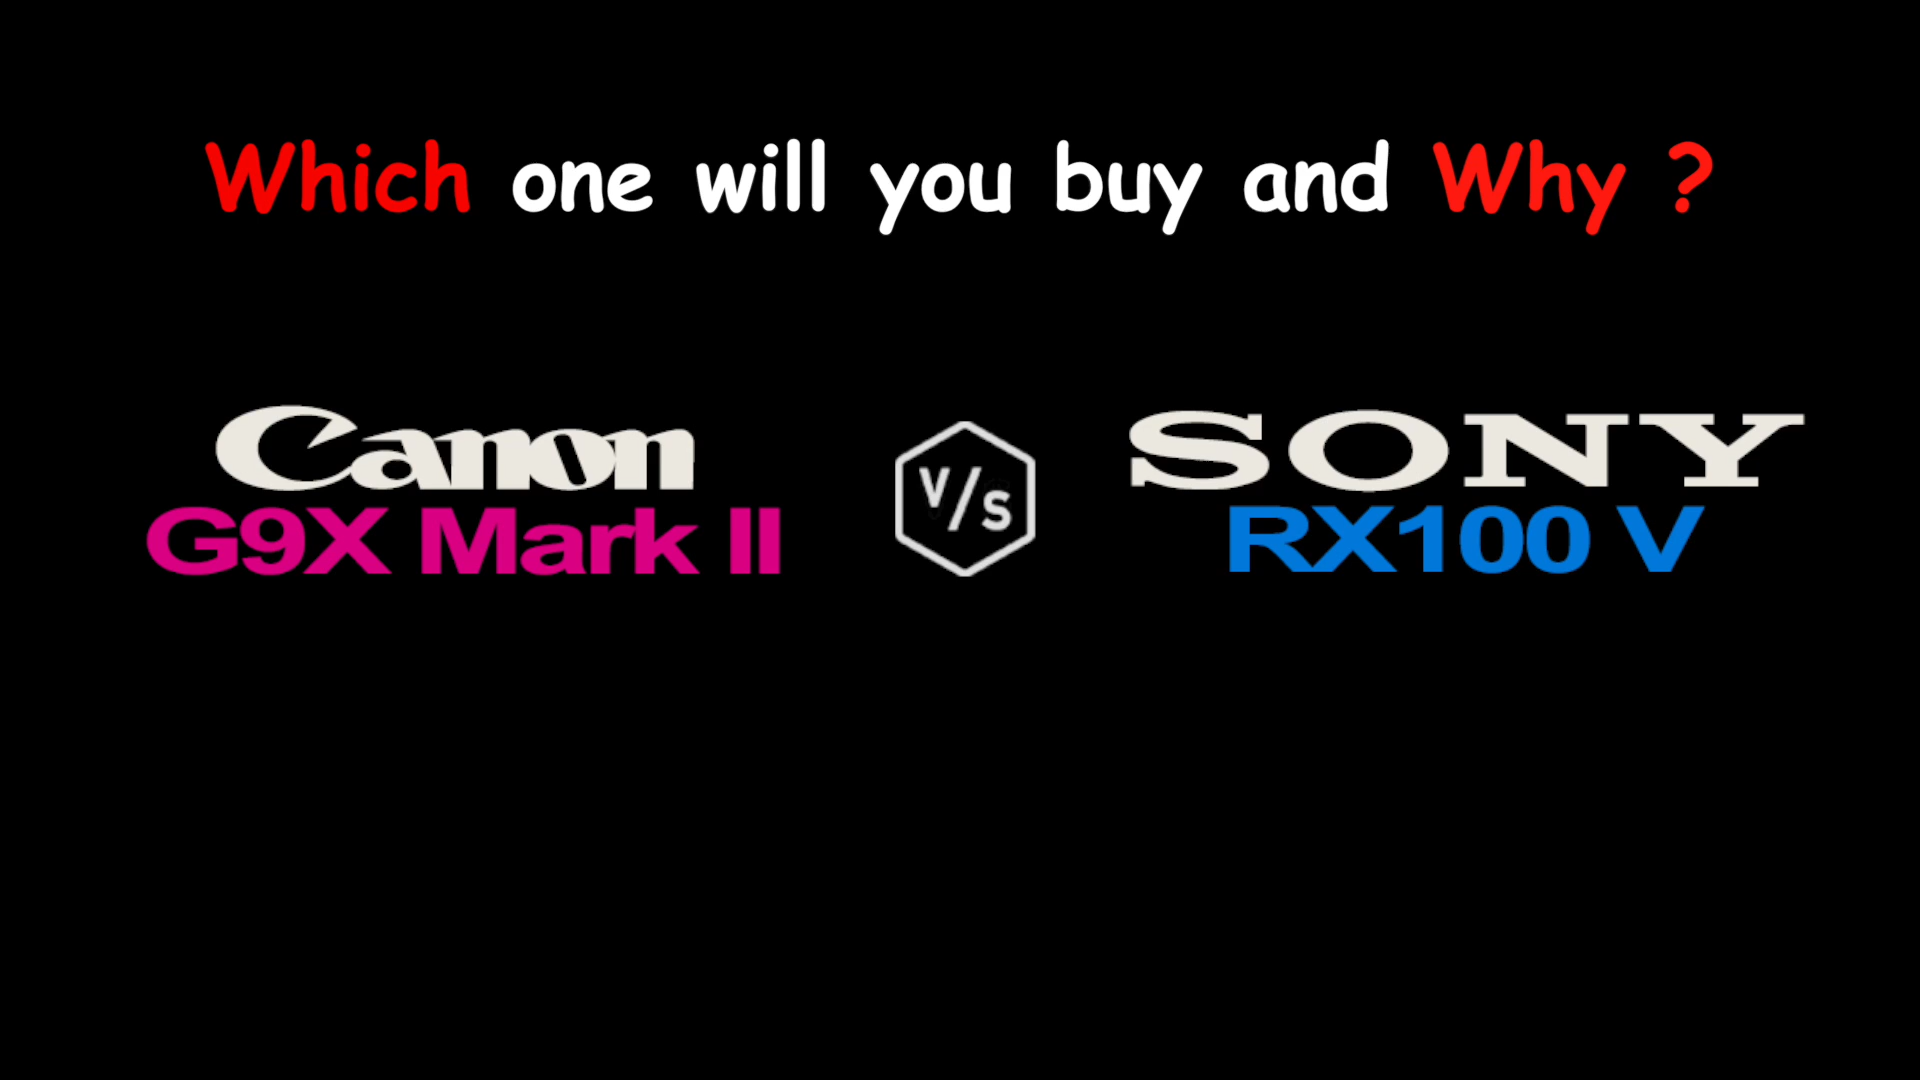 Which one will you buy and Why ?
Canon
G9X Mark II
V/s
SONY
RX100 V